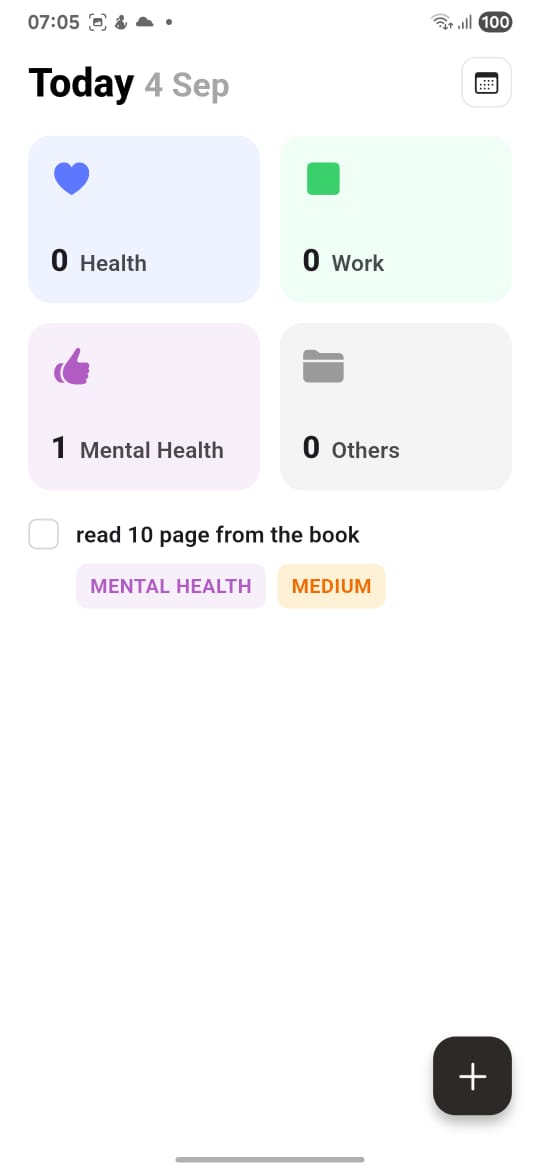 07:05 100
Today 4 Sep
0 Health
0 Work
1 Mental Health
0 Others
read 10 page from the book
MENTAL HEALTH MEDIUM